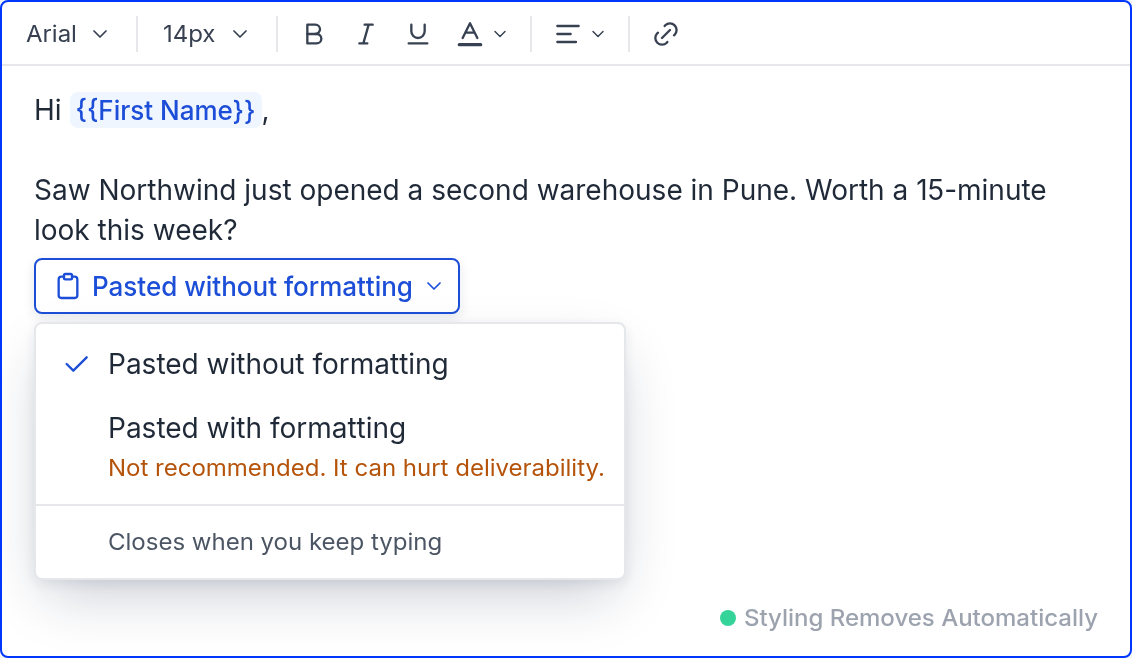 Arial 14px B I U A
Hi {{First Name}},
Saw Northwind just opened a second warehouse in Pune. Worth a 15-minute
look this week?
Pasted without formatting
Pasted without formatting
Pasted with formatting
Not recommended. It can hurt deliverability.
Closes when you keep typing
Styling Removes Automatically